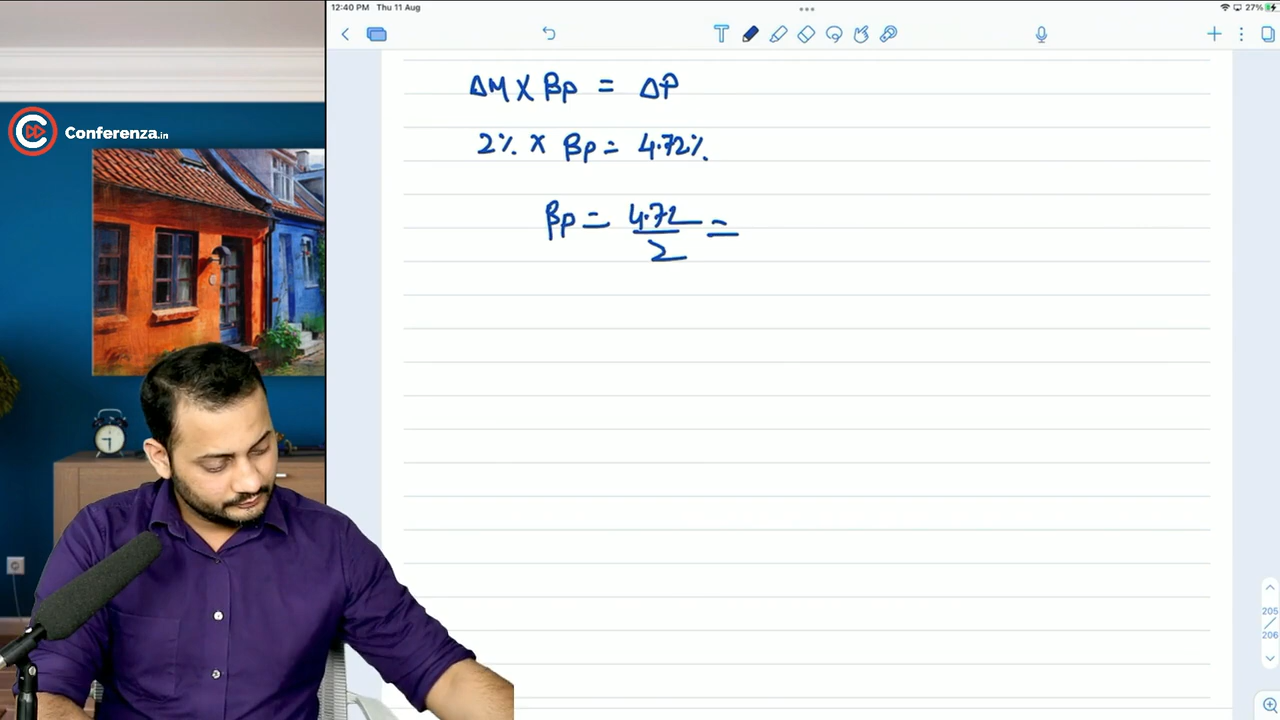 12:40 PM Thu 11 Aug
27%
Conferenza.in
ΔM X βp = ΔP
2% x βp = 4.72%
βp = 4.72/2 =
205
206